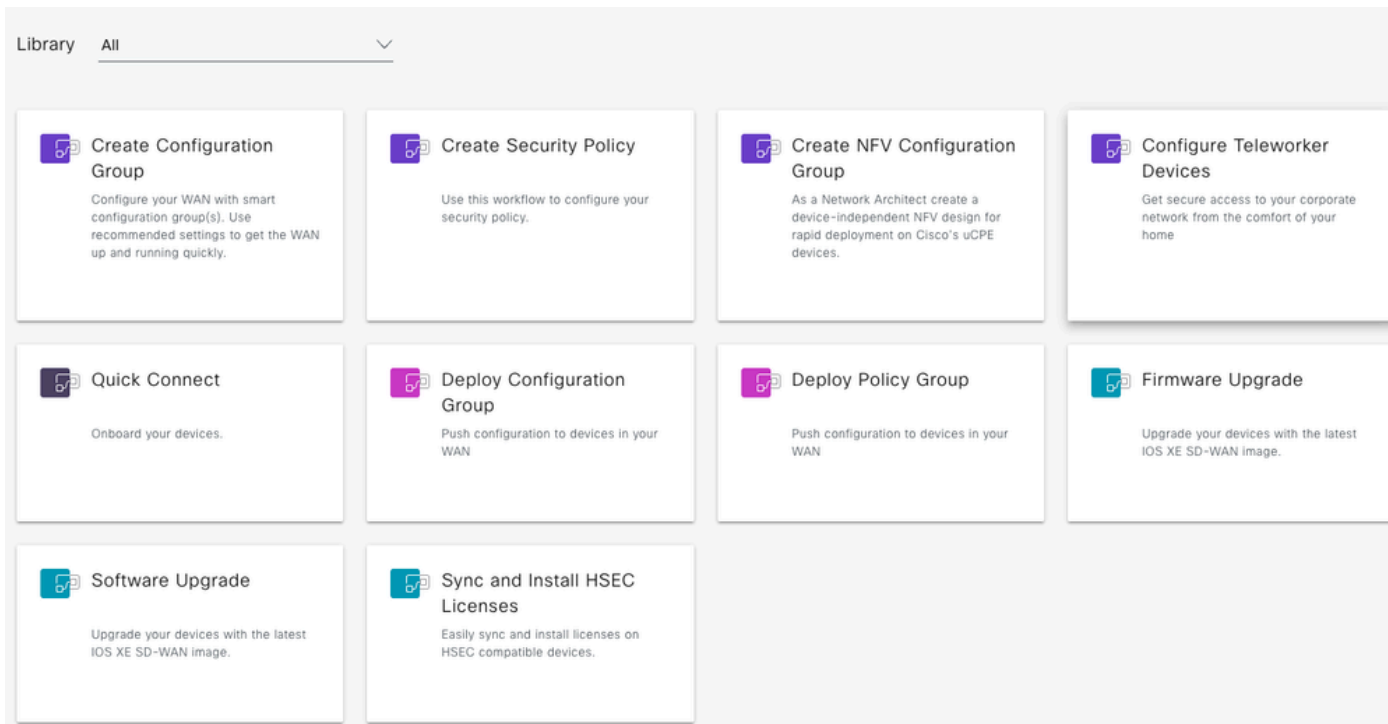 Library All
Create Configuration
Group
Configure your WAN with smart
configuration group(s). Use
recommended settings to get the WAN
up and running quickly.
Create Security Policy
Use this workflow to configure your
security policy.
Create NFV Configuration
Group
As a Network Architect create a
device-independent NFV design for
rapid deployment on Cisco's uCPE
devices.
Configure Teleworker
Devices
Get secure access to your corporate
network from the comfort of your
home
Quick Connect
Onboard your devices.
Deploy Configuration
Group
Push configuration to devices in your
WAN
Deploy Policy Group
Push configuration to devices in your
WAN
Firmware Upgrade
Upgrade your devices with the latest
IOS XE SD-WAN image.
Software Upgrade
Upgrade your devices with the latest
IOS XE SD-WAN image.
Sync and Install HSEC
Licenses
Easily sync and install licenses on
HSEC compatible devices.